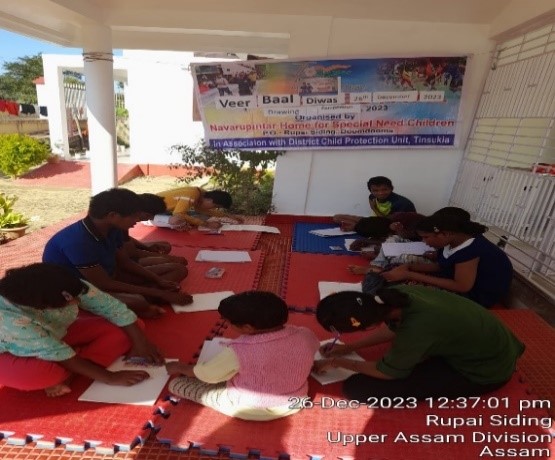 Veer Baal Diwas 26th December 2023
Drawing 2023
Organised by
Navarupintar Home for Special Need Children
P.O- Rupai Siding, Doomdooma
In Association with District Child Protection Unit, Tinsukia
26-Dec-2023 12:37:01 pm
Rupai Siding
Upper Assam Division
Assam